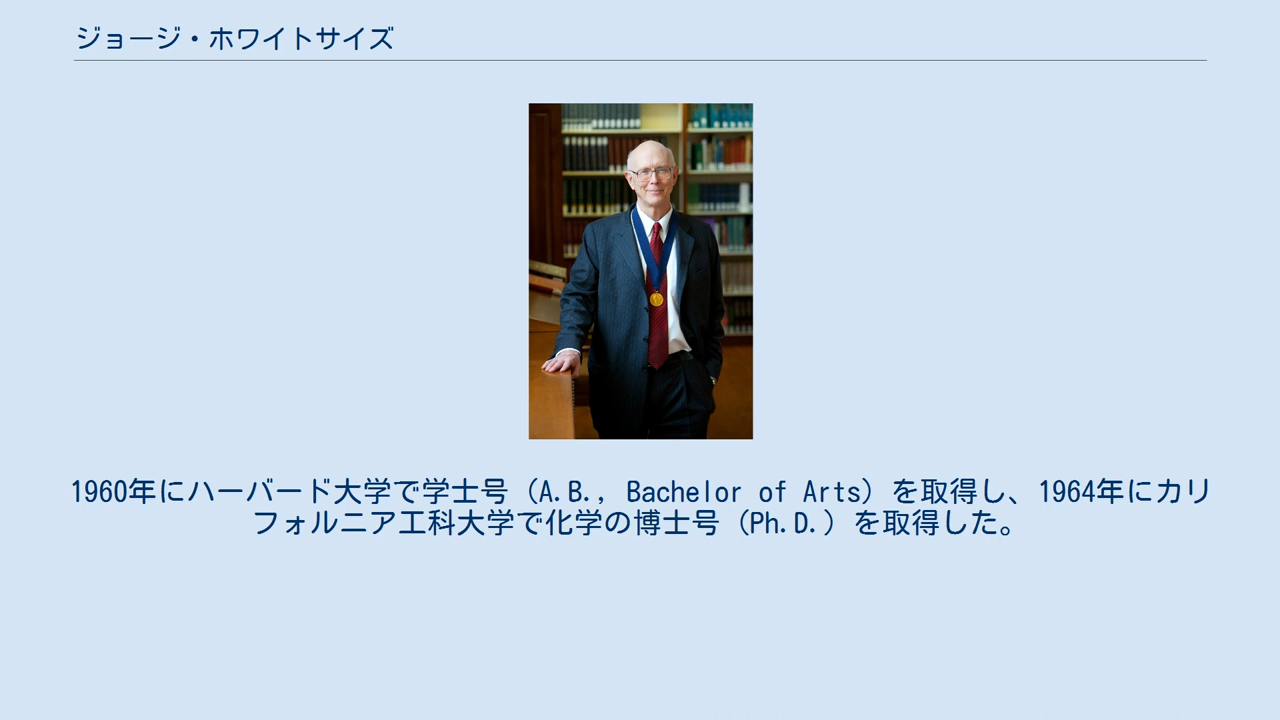 ジョージ・ホワイトサイズ
1960年にハーバード大学で学士号（A.B., Bachelor of Arts）を取得し、1964年にカリ
フォルニア工科大学で化学の博士号（Ph.D.）を取得した。